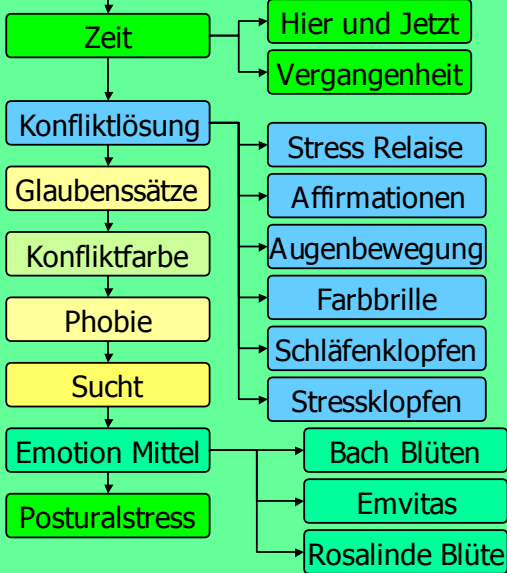 Zeit
Hier und Jetzt
Vergangenheit
Konfliktlösung
Stress Relaise
Glaubenssätze
Affirmationen
Konfliktfarbe
Augenbewegung
Phobie
Farbbrille
Schläfenklopfen
Sucht
Stressklopfen
Emotion Mittel
Bach Blüten
Emvitas
Posturalstress
Rosalinde Blüte